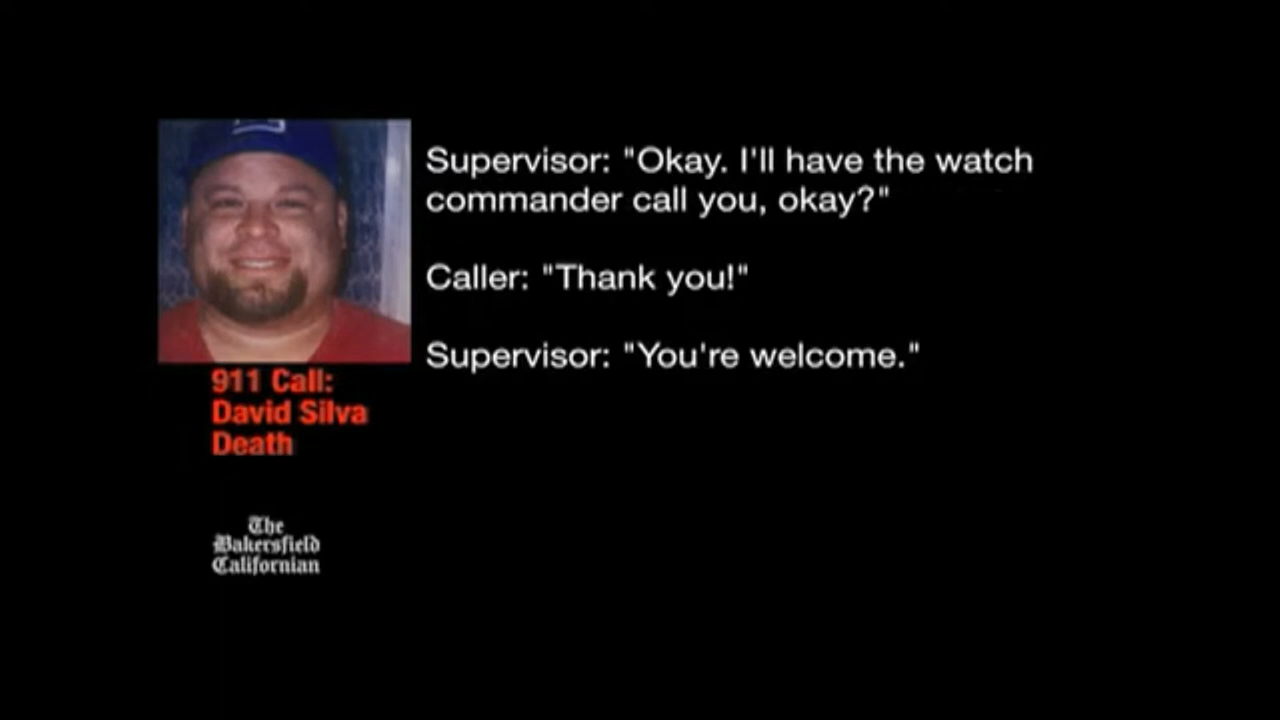 Supervisor: "Okay. I'll have the watch
commander call you, okay?"
Caller: "Thank you!"
Supervisor: "You're welcome."
911 Call:
David Silva
Death
The
Bakersfield
Californian